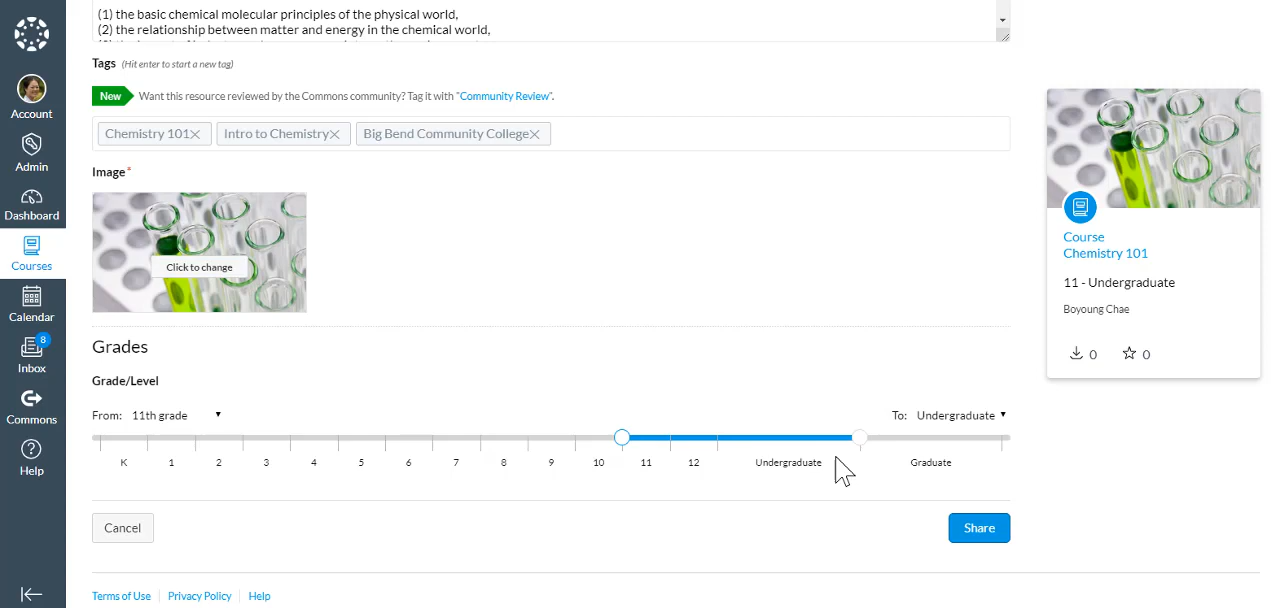 (1) the basic chemical molecular principles of the physical world,
(2) the relationship between matter and energy in the chemical world,
Tags (Hit enter to start a new tag)
New Want this resource reviewed by the Commons community? Tag it with "Community Review".
Chemistry 101 Intro to Chemistry Big Bend Community College
Image*
Click to change
Grades
Grade/Level
From: 11th grade To: Undergraduate
K 1 2 3 4 5 6 7 8 9 10 11 12 Undergraduate Graduate
Cancel Share
Terms of Use Privacy Policy Help
Account
Admin
Dashboard
Courses
Calendar
8
Inbox
Commons
Help
Course
Chemistry 101
11 - Undergraduate
Boyoung Chae
0 0